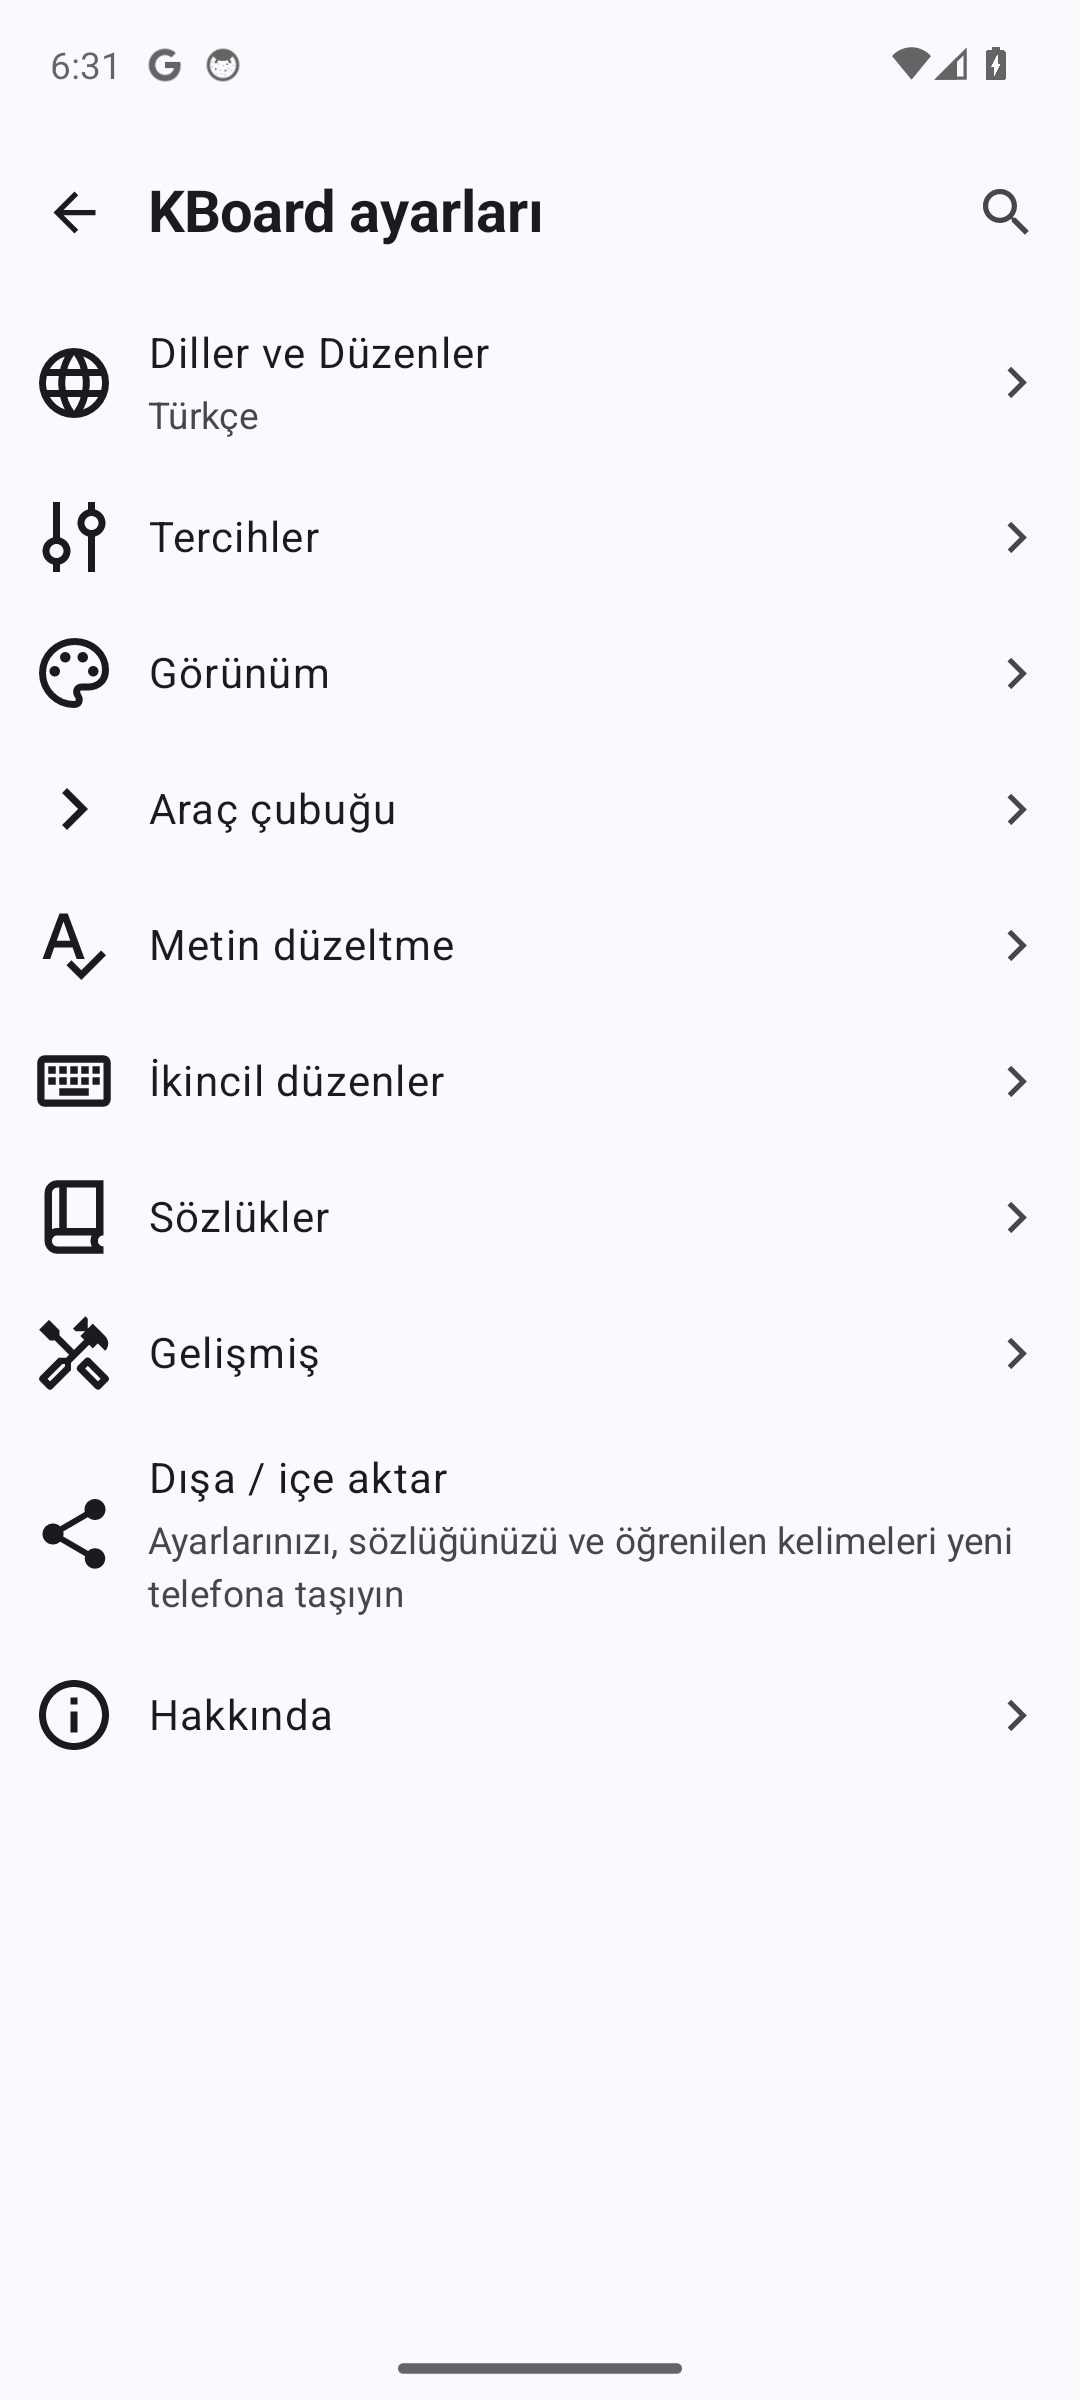 6:31
KBoard ayarları
Diller ve Düzenler
Türkçe
Tercihler
Görünüm
Araç çubuğu
Metin düzeltme
İkincil düzenler
Sözlükler
Gelişmiş
Dışa / içe aktar
Ayarlarınızı, sözlüğünüzü ve öğrenilen kelimeleri yeni
telefona taşıyın
Hakkında